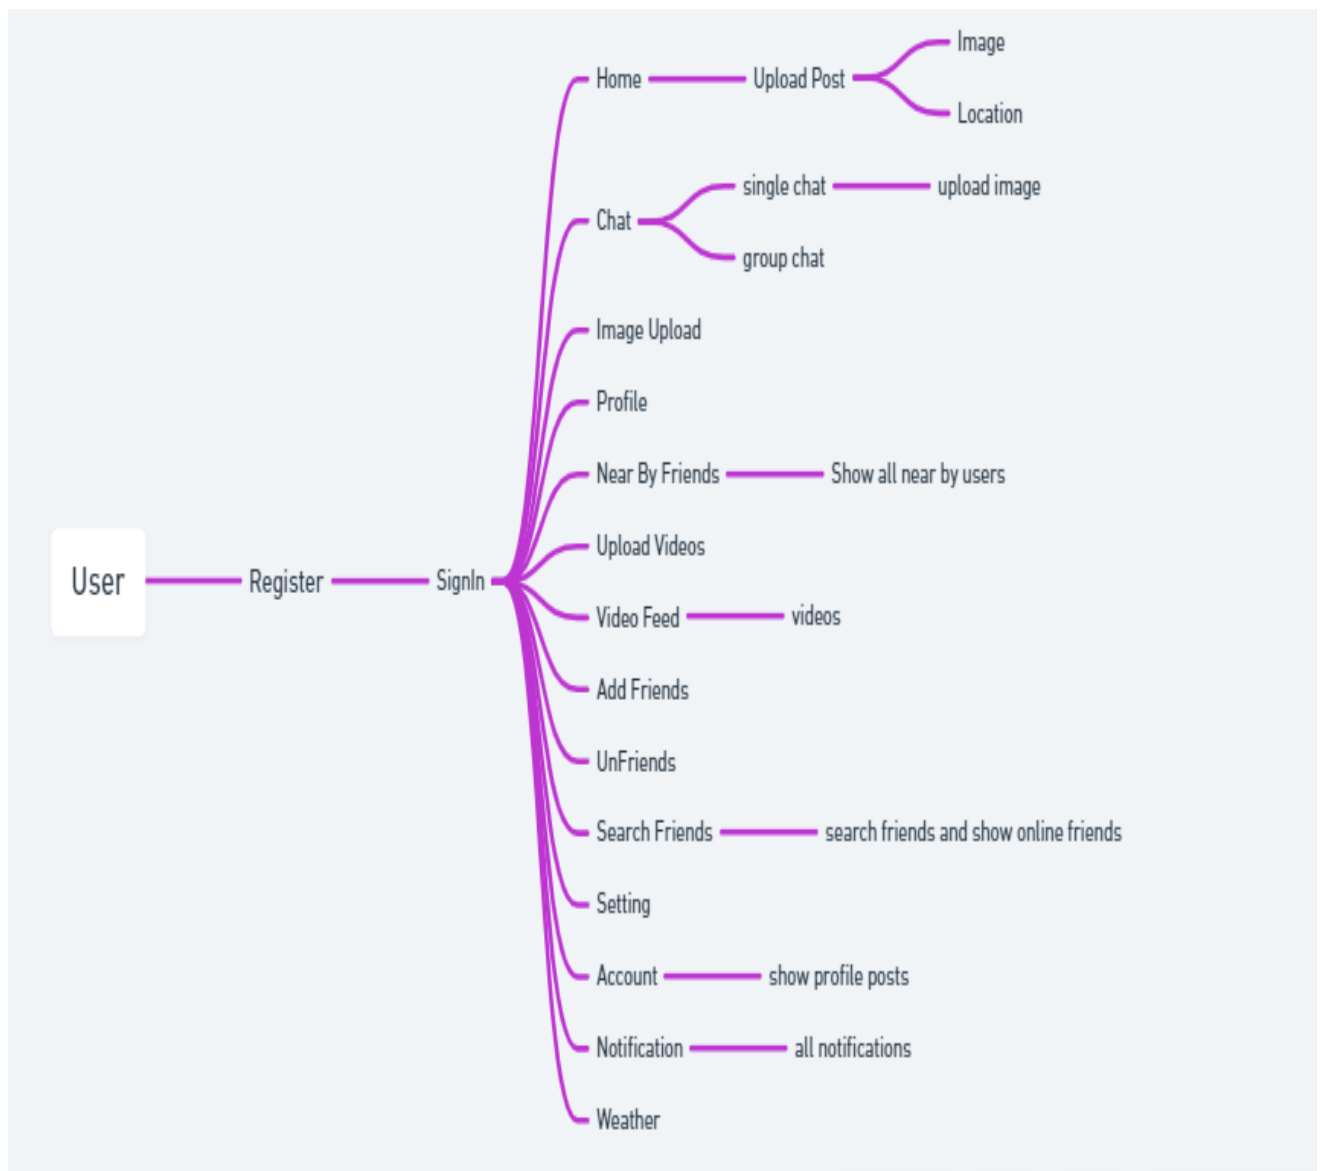 Image
Home
Upload Post
Location
single chat
upload image
Chat
group chat
Image Upload
Profile
Near By Friends
Show all near by users
Upload Videos
User
Register
SignIn
Video Feed
videos
Add Friends
UnFriends
Search Friends
search friends and show online friends
Setting
Account
show profile posts
Notification
all notifications
Weather